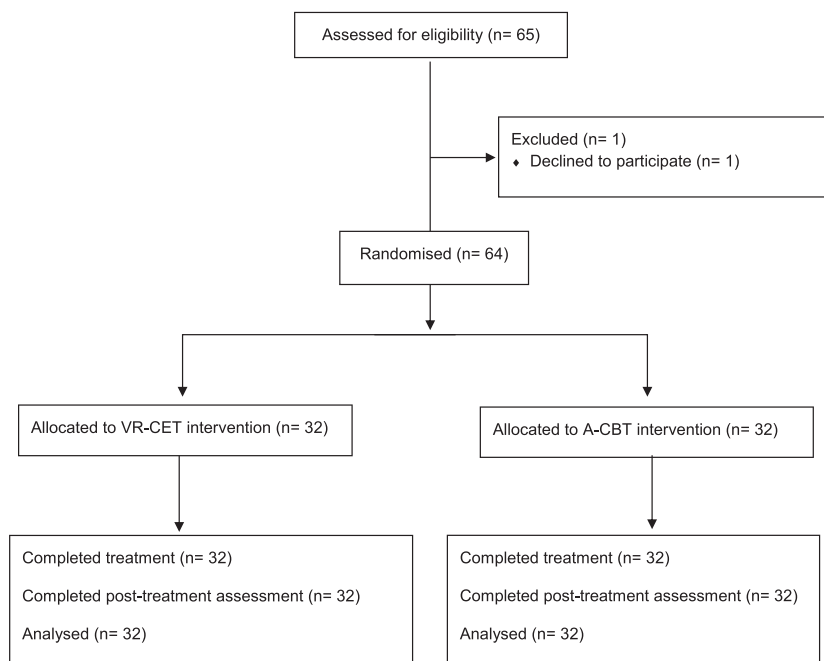 Assessed for eligibility (n= 65)
Excluded (n= 1)
♦ Declined to participate (n= 1)
Randomised (n= 64)
Allocated to VR-CET intervention (n= 32)
Allocated to A-CBT intervention (n= 32)
Completed treatment (n= 32)
Completed post-treatment assessment (n= 32)
Analysed (n= 32)
Completed treatment (n= 32)
Completed post-treatment assessment (n= 32)
Analysed (n= 32)